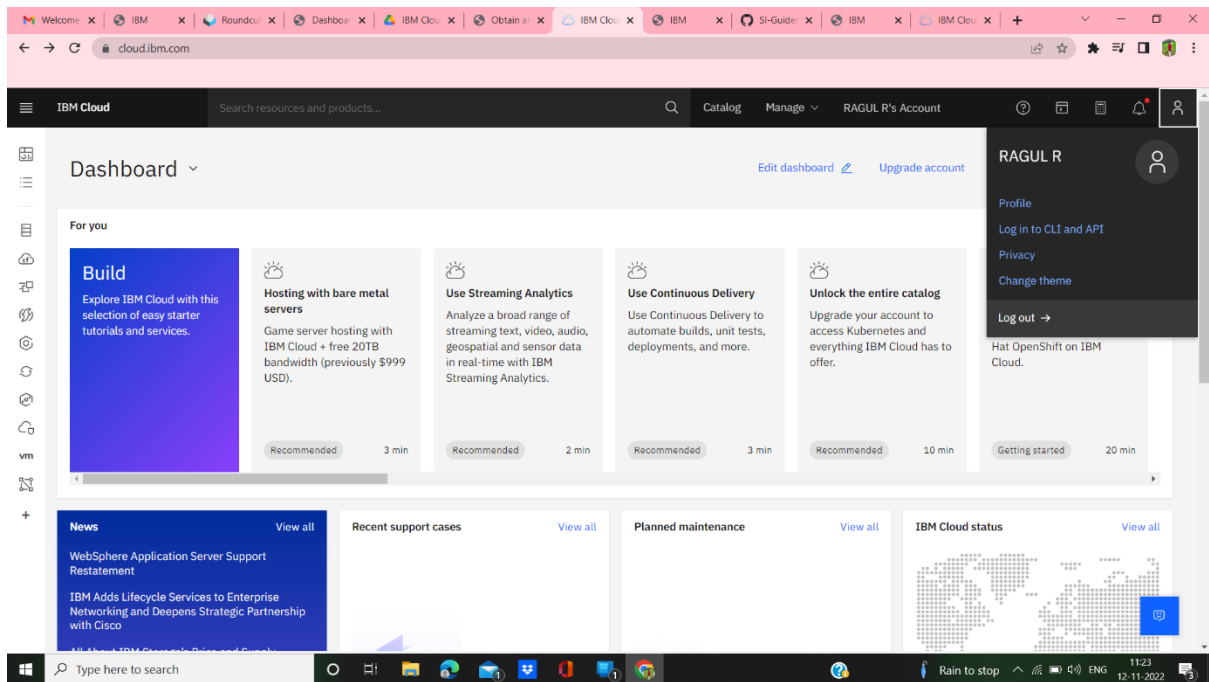 Welcome
IBM
Roundcu
Dashboa
IBM Clou
Obtain a
IBM Clou
IBM
SI-Guide
IBM
IBM Clou
cloud.ibm.com
IBM Cloud
Search resources and products...
Catalog
Manage
RAGUL R's Account
Dashboard
Edit dashboard
Upgrade account
RAGUL R
Profile
Log in to CLI and API
Privacy
Change theme
Log out →
For you
Build
Explore IBM Cloud with this
selection of easy starter
tutorials and services.
Hosting with bare metal
servers
Game server hosting with
IBM Cloud + free 20TB
bandwidth (previously $999
USD).
Recommended
3 min
Use Streaming Analytics
Analyze a broad range of
streaming text, video, audio,
geospatial and sensor data
in real-time with IBM
Streaming Analytics.
Recommended
2 min
Use Continuous Delivery
Use Continuous Delivery to
automate builds, unit tests,
deployments, and more.
Recommended
3 min
Unlock the entire catalog
Upgrade your account to
access Kubernetes and
everything IBM Cloud has to
offer.
Recommended
10 min
Hat OpenShift on IBM
Cloud.
Getting started
20 min
vm
News
View all
WebSphere Application Server Support
Restatement
IBM Adds Lifecycle Services to Enterprise
Networking and Deepens Strategic Partnership
with Cisco
Recent support cases
View all
Planned maintenance
View all
IBM Cloud status
View all
Type here to search
Rain to stop
ENG
11:23
12-11-2022